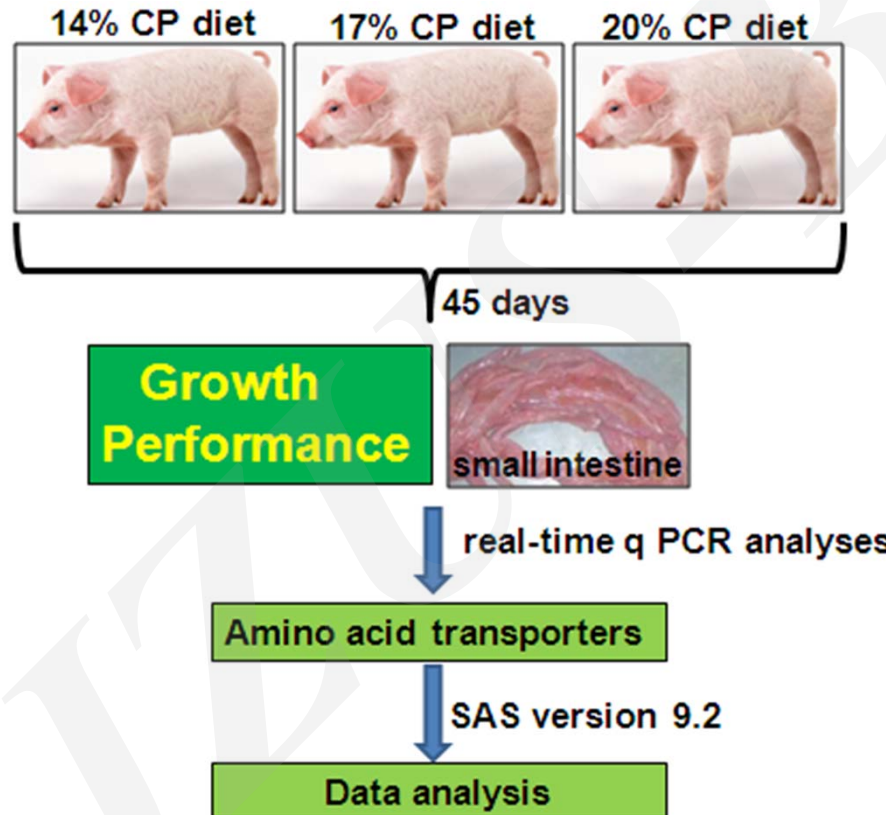 14% CP diet 17% CP diet 20% CP diet
45 days
Growth
Performance
small intestine
real-time q PCR analyses
Amino acid transporters
SAS version 9.2
Data analysis